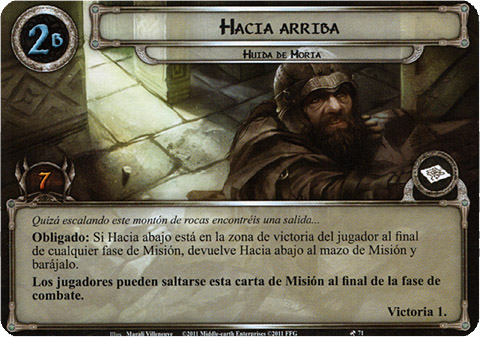 2B
Hacia arriba
Huida de Moria
7
Quizá escalando este montón de rocas encontréis una salida...
Obligado: Si Hacia abajo está en la zona de victoria del jugador al final
de cualquier fase de Misión, devuelve Hacia abajo al mazo de Misión y
barájalo.
Los jugadores pueden saltarse esta carta de Misión al final de la fase de
combate.
Victoria 1.
Illus. Magali Villeneuve ©2011 Middle-earth Enterprises ©2011 FFG 71